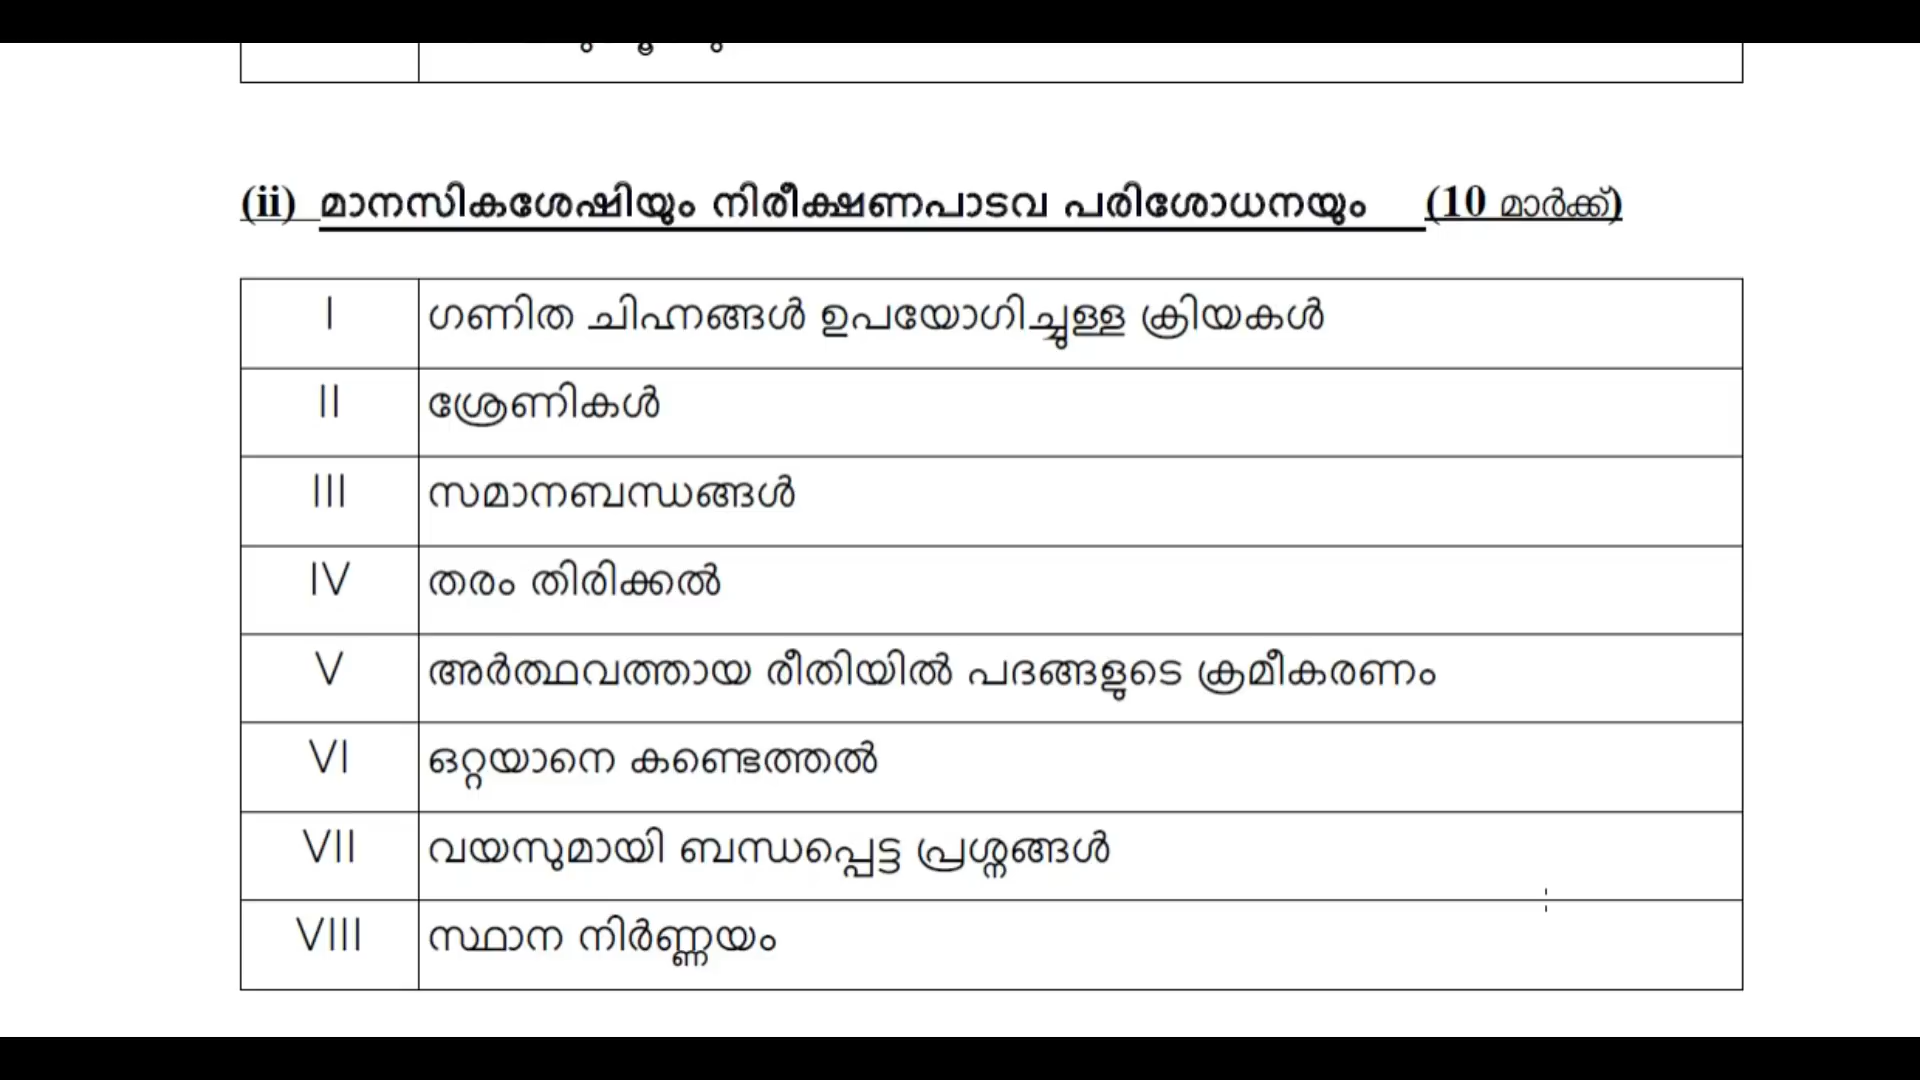 (ii) മാനസികശേഷിയും നിരീക്ഷണപാടവ പരിശോധനയും (10 മാർക്ക്)
I ഗണിത ചിഹ്നങ്ങൾ ഉപയോഗിച്ചുള്ള ക്രിയകൾ
II ശ്രേണികൾ
III സമാനബന്ധങ്ങൾ
IV തരം തിരിക്കൽ
V അർത്ഥവത്തായ രീതിയിൽ പദങ്ങളുടെ ക്രമീകരണം
VI ഒറ്റയാനെ കണ്ടെത്തൽ
VII വയസുമായി ബന്ധപ്പെട്ട പ്രശ്നങ്ങൾ
VIII സ്ഥാന നിർണ്ണയം